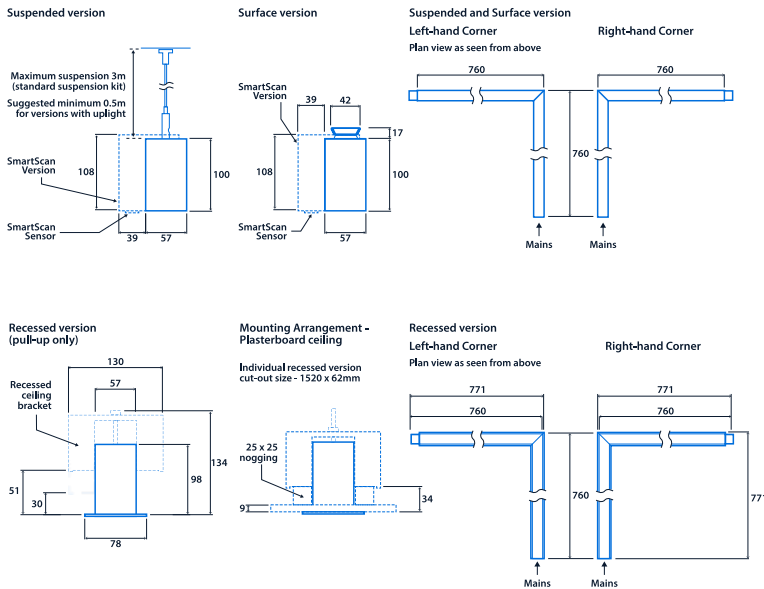 Suspended version
Maximum suspension 3m
(standard suspension kit)
Suggested minimum 0.5m
for versions with uplight
SmartScan
Version
108
100
SmartScan
Sensor
39
57
Surface version
SmartScan
Version
39
42
17
108
100
SmartScan
Sensor
57
Suspended and Surface version
Left-hand Corner
Right-hand Corner
Plan view as seen from above
760
760
760
Mains
Mains
Recessed version
(pull-up only)
130
57
Recessed
ceiling
bracket
134
98
51
30
78
Mounting Arrangement -
Plasterboard ceiling
Individual recessed version
cut-out size - 1520 x 62mm
25 x 25
nogging
34
9
Recessed version
Left-hand Corner
Right-hand Corner
Plan view as seen from above
771
771
760
760
760
771
Mains
Mains